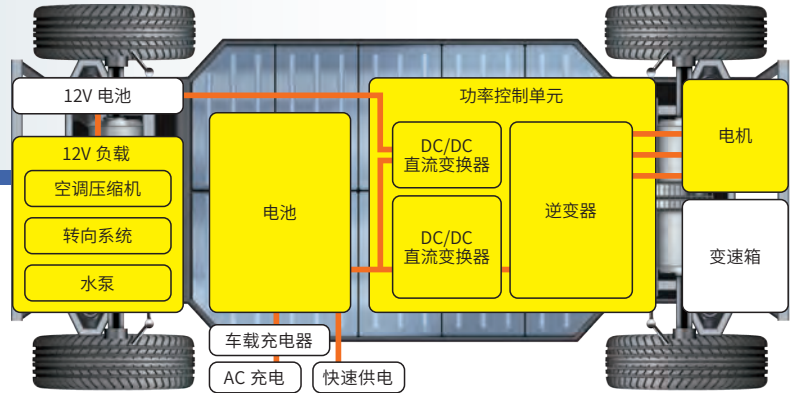 12V 电池
12V 负载
空调压缩机
转向系统
水泵
电池
车载充电器
AC 充电
快速供电
功率控制单元
DC/DC
直流变换器
DC/DC
直流变换器
逆变器
电机
变速箱